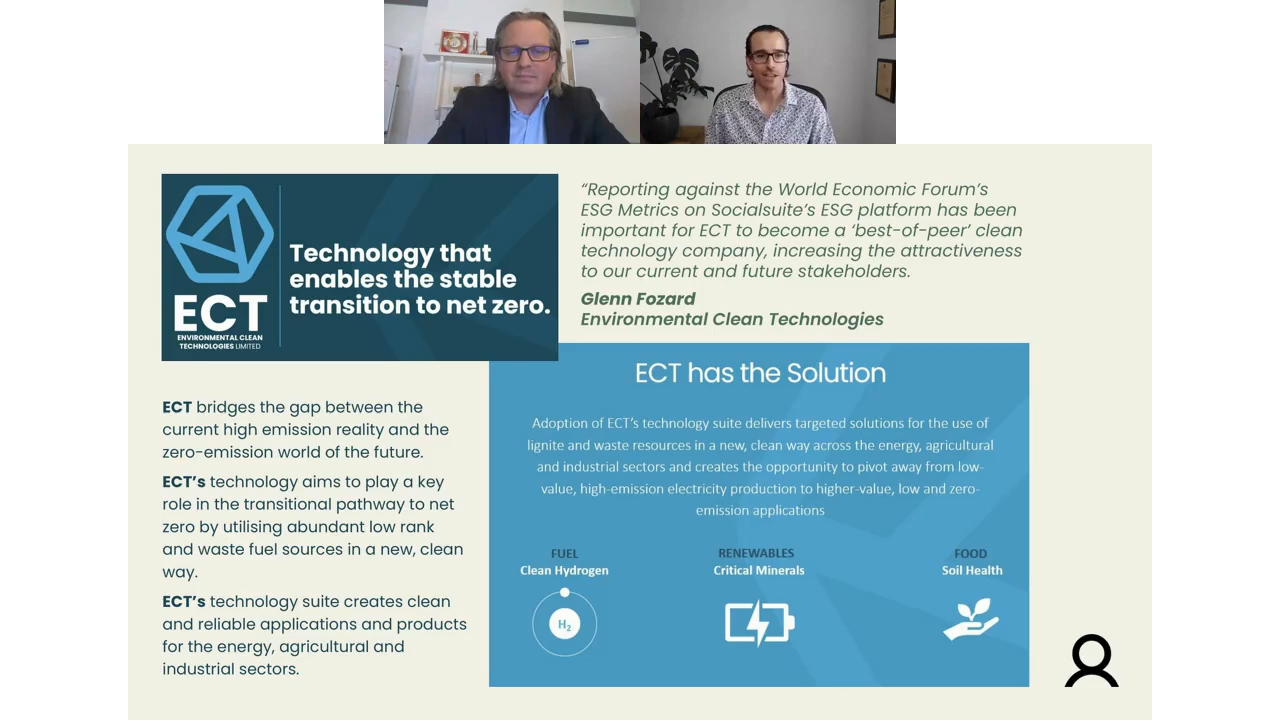 ECT
ENVIRONMENTAL CLEAN
TECHNOLOGIES LIMITED
Technology that
enables the stable
transition to net zero.
“Reporting against the World Economic Forum’s
ESG Metrics on Socialsuite’s ESG platform has been
important for ECT to become a ‘best-of-peer’ clean
technology company, increasing the attractiveness
to our current and future stakeholders.
Glenn Fozard
Environmental Clean Technologies
ECT bridges the gap between the
current high emission reality and the
zero-emission world of the future.
ECT’s technology aims to play a key
role in the transitional pathway to net
zero by utilising abundant low rank
and waste fuel sources in a new, clean
way.
ECT’s technology suite creates clean
and reliable applications and products
for the energy, agricultural and
industrial sectors.
ECT has the Solution
Adoption of ECT’s technology suite delivers targeted solutions for the use of
lignite and waste resources in a new, clean way across the energy, agricultural
and industrial sectors and creates the opportunity to pivot away from low-
value, high-emission electricity production to higher-value, low and zero-
emission applications
FUEL
Clean Hydrogen
H₂
RENEWABLES
Critical Minerals
FOOD
Soil Health